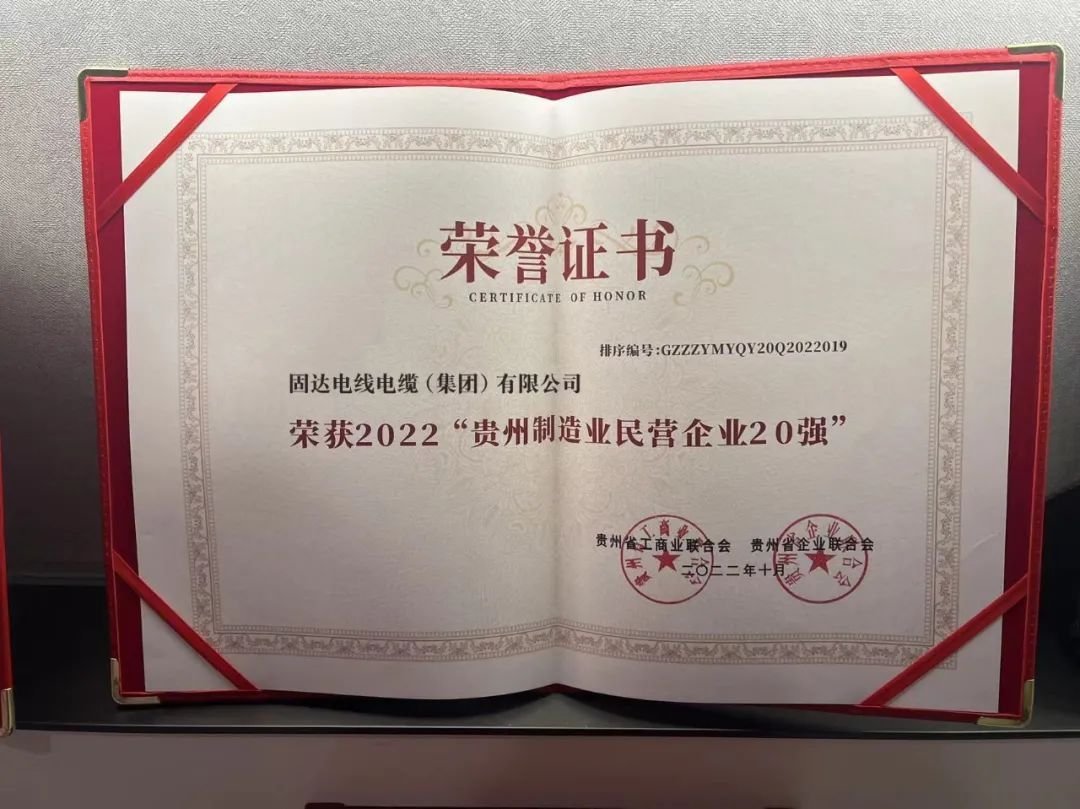 荣誉证书
CERTIFICATE OF HONOR
排序编号:GZZZYMYQY20Q2022019
固达电线电缆（集团）有限公司
荣获2022“贵州制造业民营企业20强”
贵州省工商业联合会 贵州省企业联合会
二〇二二年十月